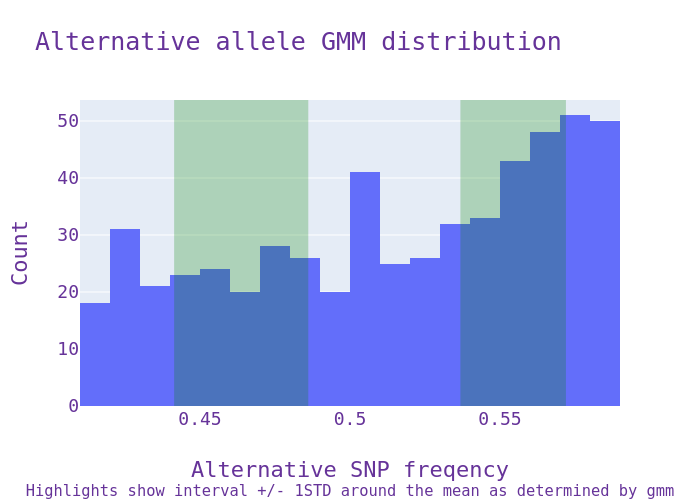 Alternative allele GMM distribution
Count
50
40
30
20
10
0
0.45
0.5
0.55
Alternative SNP freqency
Highlights show interval +/- 1STD around the mean as determined by gmm